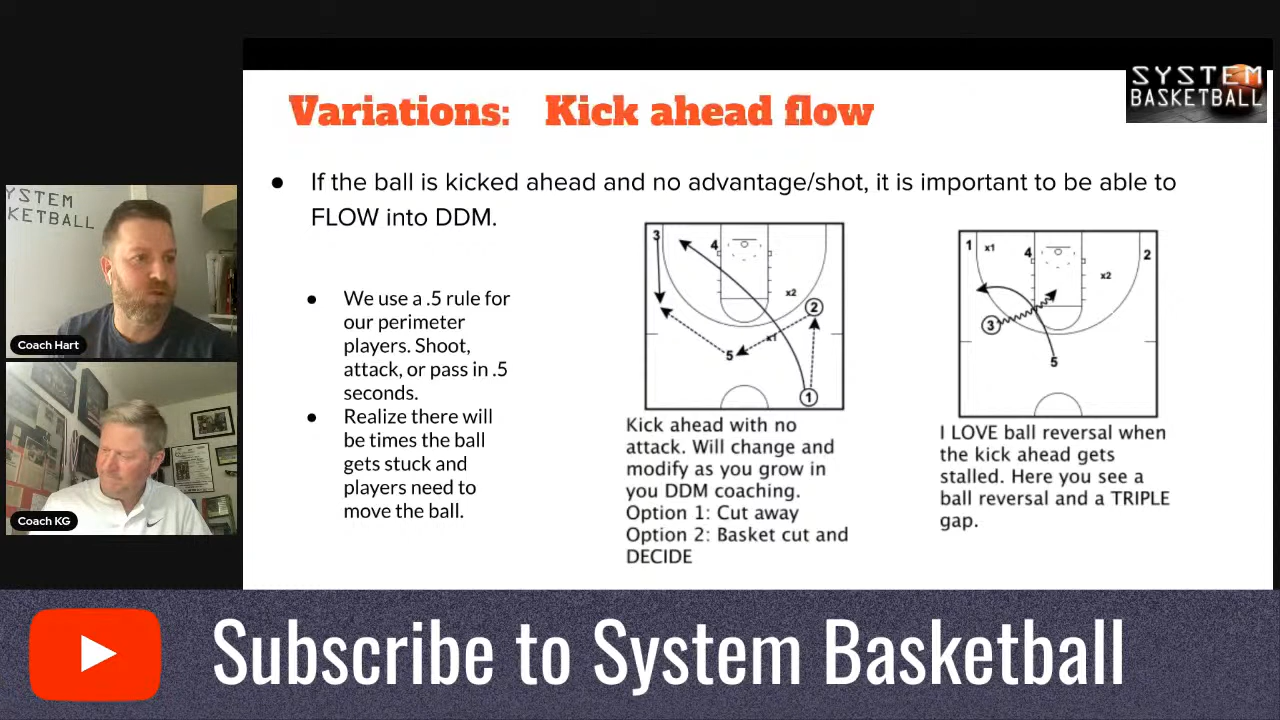 SYSTEM
BASKETBALL
Variations: Kick ahead flow
● If the ball is kicked ahead and no advantage/shot, it is important to be able to
FLOW into DDM.
● We use a .5 rule for
our perimeter
players. Shoot,
attack, or pass in .5
seconds.
● Realize there will
be times the ball
gets stuck and
players need to
move the ball.
3
4
x2
2
x1
5
1
Kick ahead with no
attack. Will change and
modify as you grow in
you DDM coaching.
Option 1: Cut away
Option 2: Basket cut and
DECIDE
1
x1
4
2
x2
3
5
I LOVE ball reversal when
the kick ahead gets
stalled. Here you see a
ball reversal and a TRIPLE
gap.
YSTEM
KETBALL
Coach Hart
Coach KG
Subscribe to System Basketball